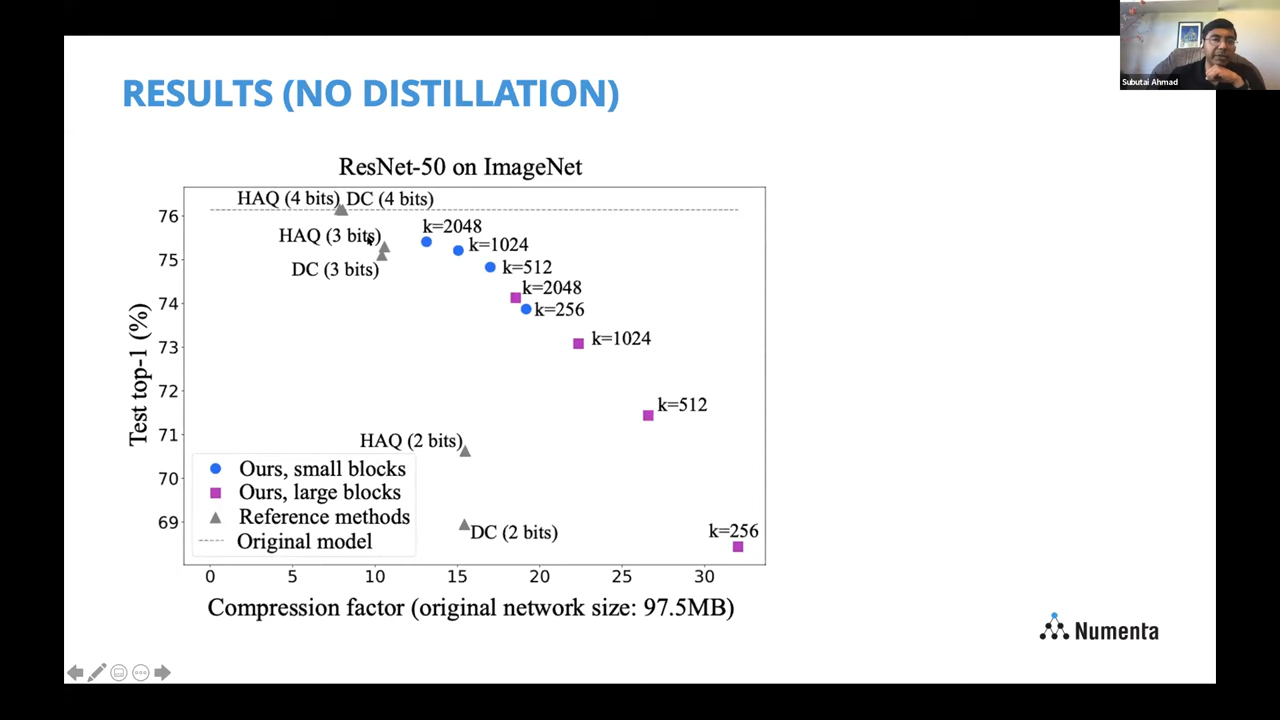 Subutai Ahmad
RESULTS (NO DISTILLATION)
ResNet-50 on ImageNet
HAQ (4 bits) DC (4 bits)
HAQ (3 bits)
DC (3 bits)
k=2048
k=1024
k=512
k=2048
k=256
k=1024
k=512
HAQ (2 bits)
DC (2 bits)
k=256
76
75
74
73
72
71
70
69
Test top-1 (%)
Ours, small blocks
Ours, large blocks
Reference methods
Original model
0 5 10 15 20 25 30
Compression factor (original network size: 97.5MB)
Numenta